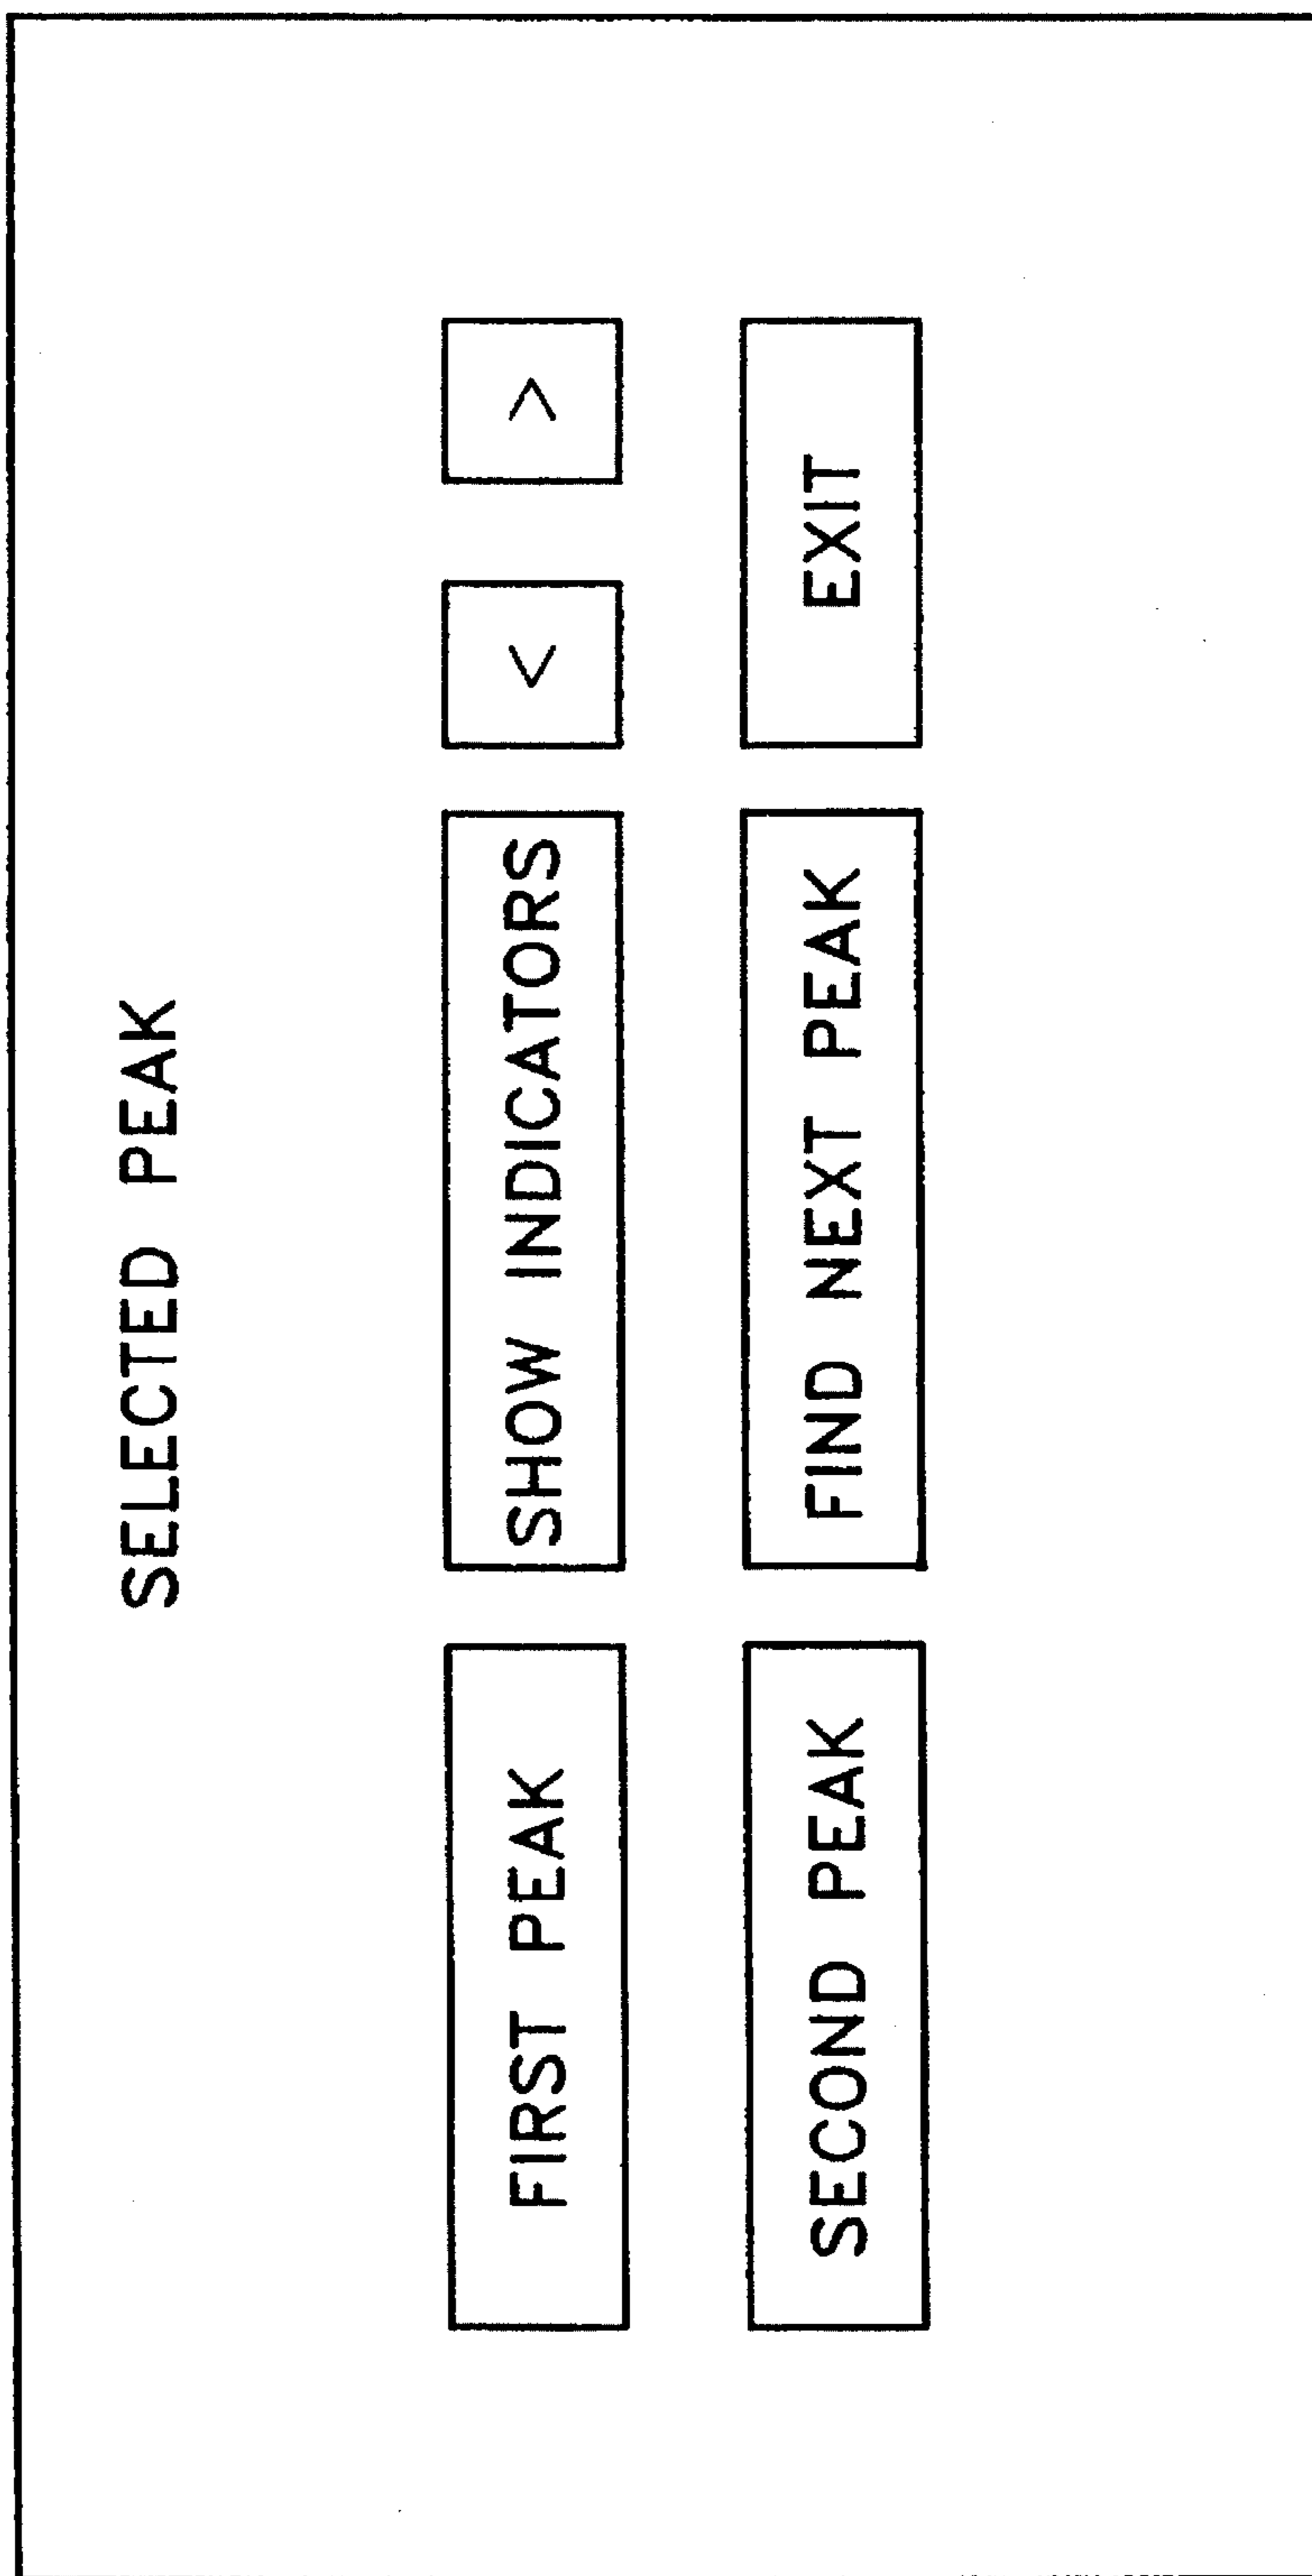 SELECTED PEAK
FIRST PEAK
SHOW INDICATORS
<
>
SECOND PEAK
FIND NEXT PEAK
EXIT